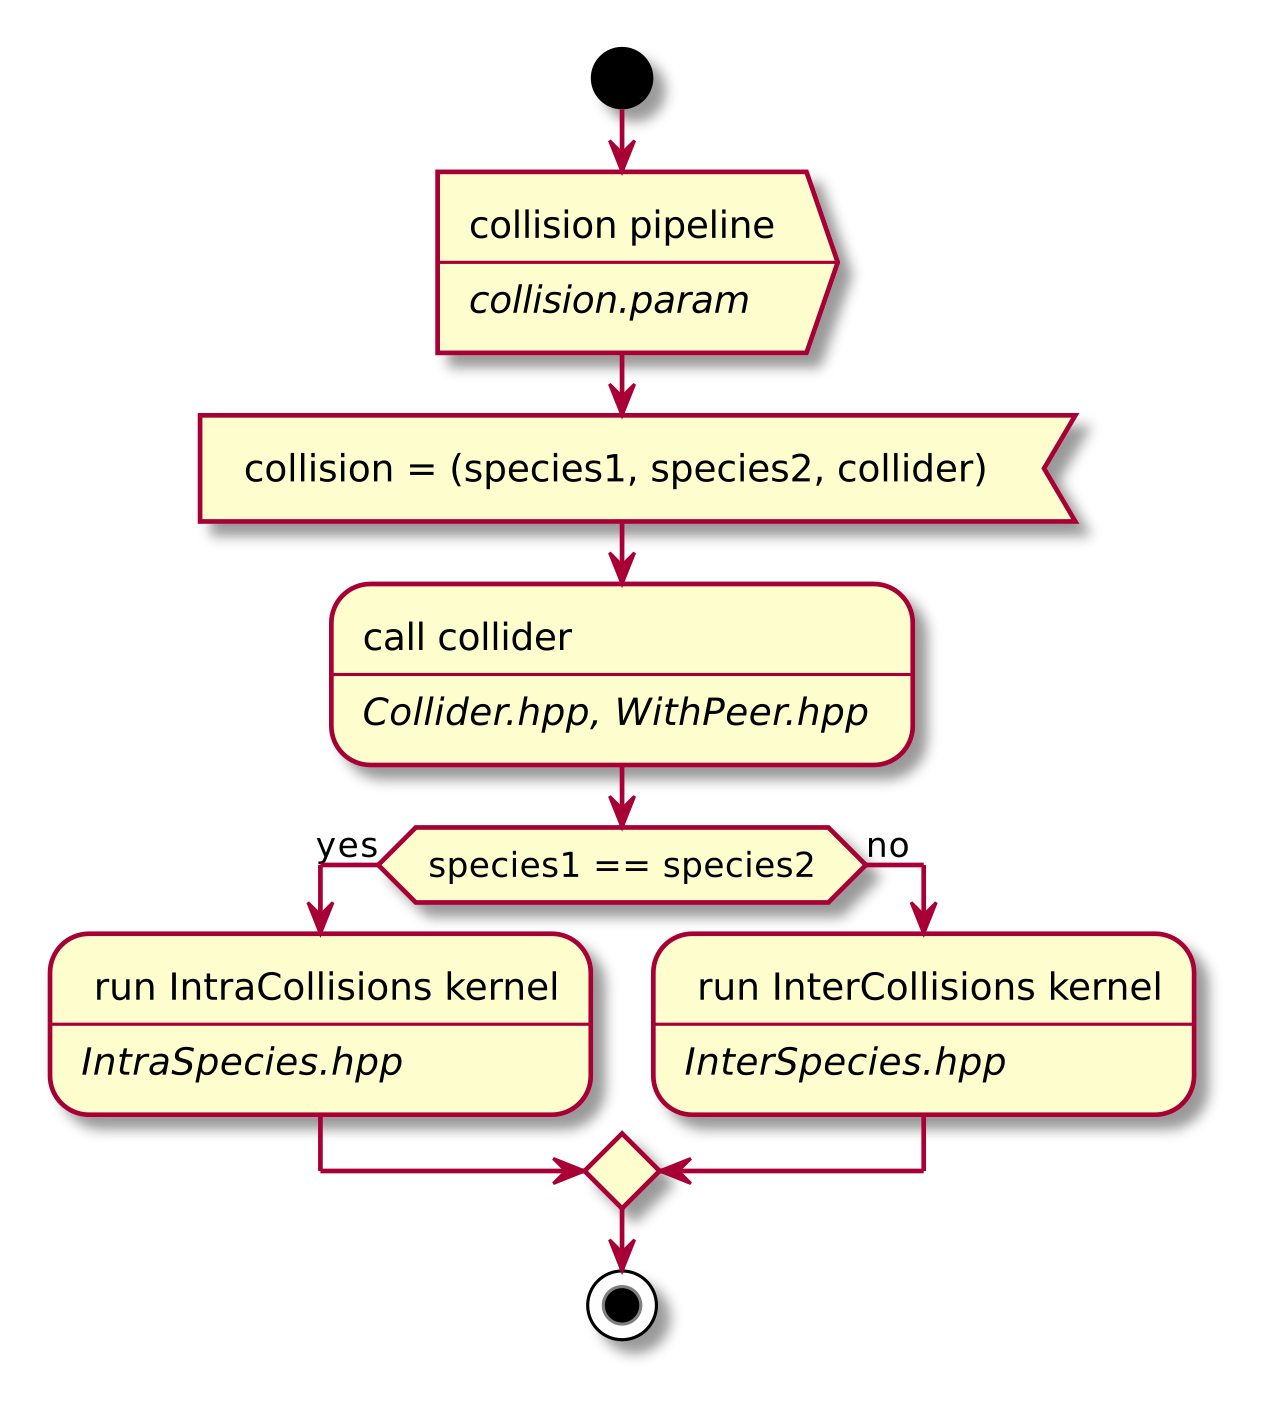 collision pipeline
collision.param
collision = (species1, species2, collider)
call collider
Collider.hpp, WithPeer.hpp
yes
species1 == species2
no
run IntraCollisions kernel
IntraSpecies.hpp
run InterCollisions kernel
InterSpecies.hpp